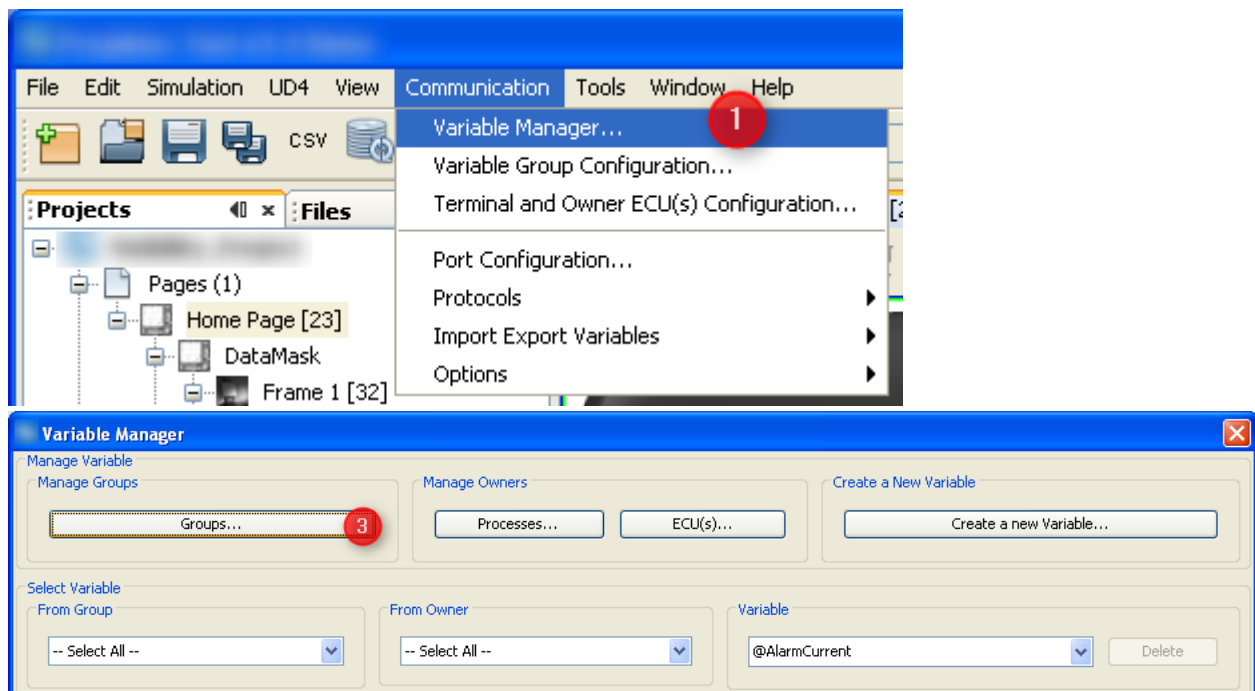 File Edit Simulation UD4 View Communication Tools Window Help
Variable Manager... 1
CSV
Variable Group Configuration...
Projects Files
Terminal and Owner ECU(s) Configuration...
Port Configuration...
Pages (1)
Protocols
Home Page [23]
Import Export Variables
DataMask
Options
Frame 1 [32]
Variable Manager
Manage Variable
Manage Groups Manage Owners Create a New Variable
Groups... 3 Processes... ECU(s)... Create a new Variable...
Select Variable
From Group From Owner Variable
-- Select All -- -- Select All -- @AlarmCurrent Delete